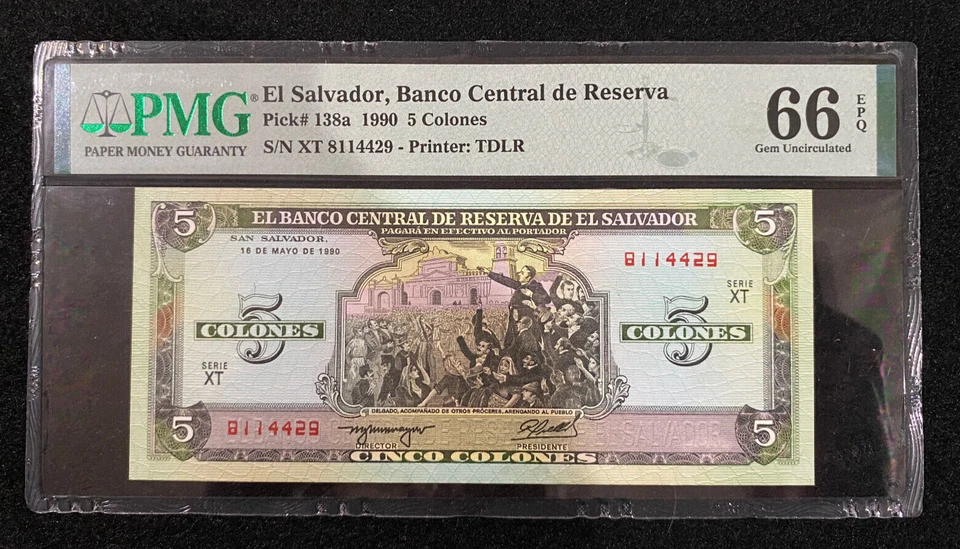 PMG®
PAPER MONEY GUARANTY
El Salvador, Banco Central de Reserva
Pick# 138a 1990 5 Colones
S/N XT 8114429 - Printer: TDLR
66 EPQ
Gem Uncirculated
5 5
EL BANCO CENTRAL DE RESERVA DE EL SALVADOR
PAGARÁ EN EFECTIVO AL PORTADOR
SAN SALVADOR,
16 DE MAYO DE 1990
8114429
SERIE
XT
5
COLONES
5
COLONES
SERIE
XT
DELGADO, ACOMPAÑADO DE OTROS PRÓCERES, ARENGANDO AL PUEBLO
5 5
8114429
DIRECTOR
PRESIDENTE
CINCO COLONES